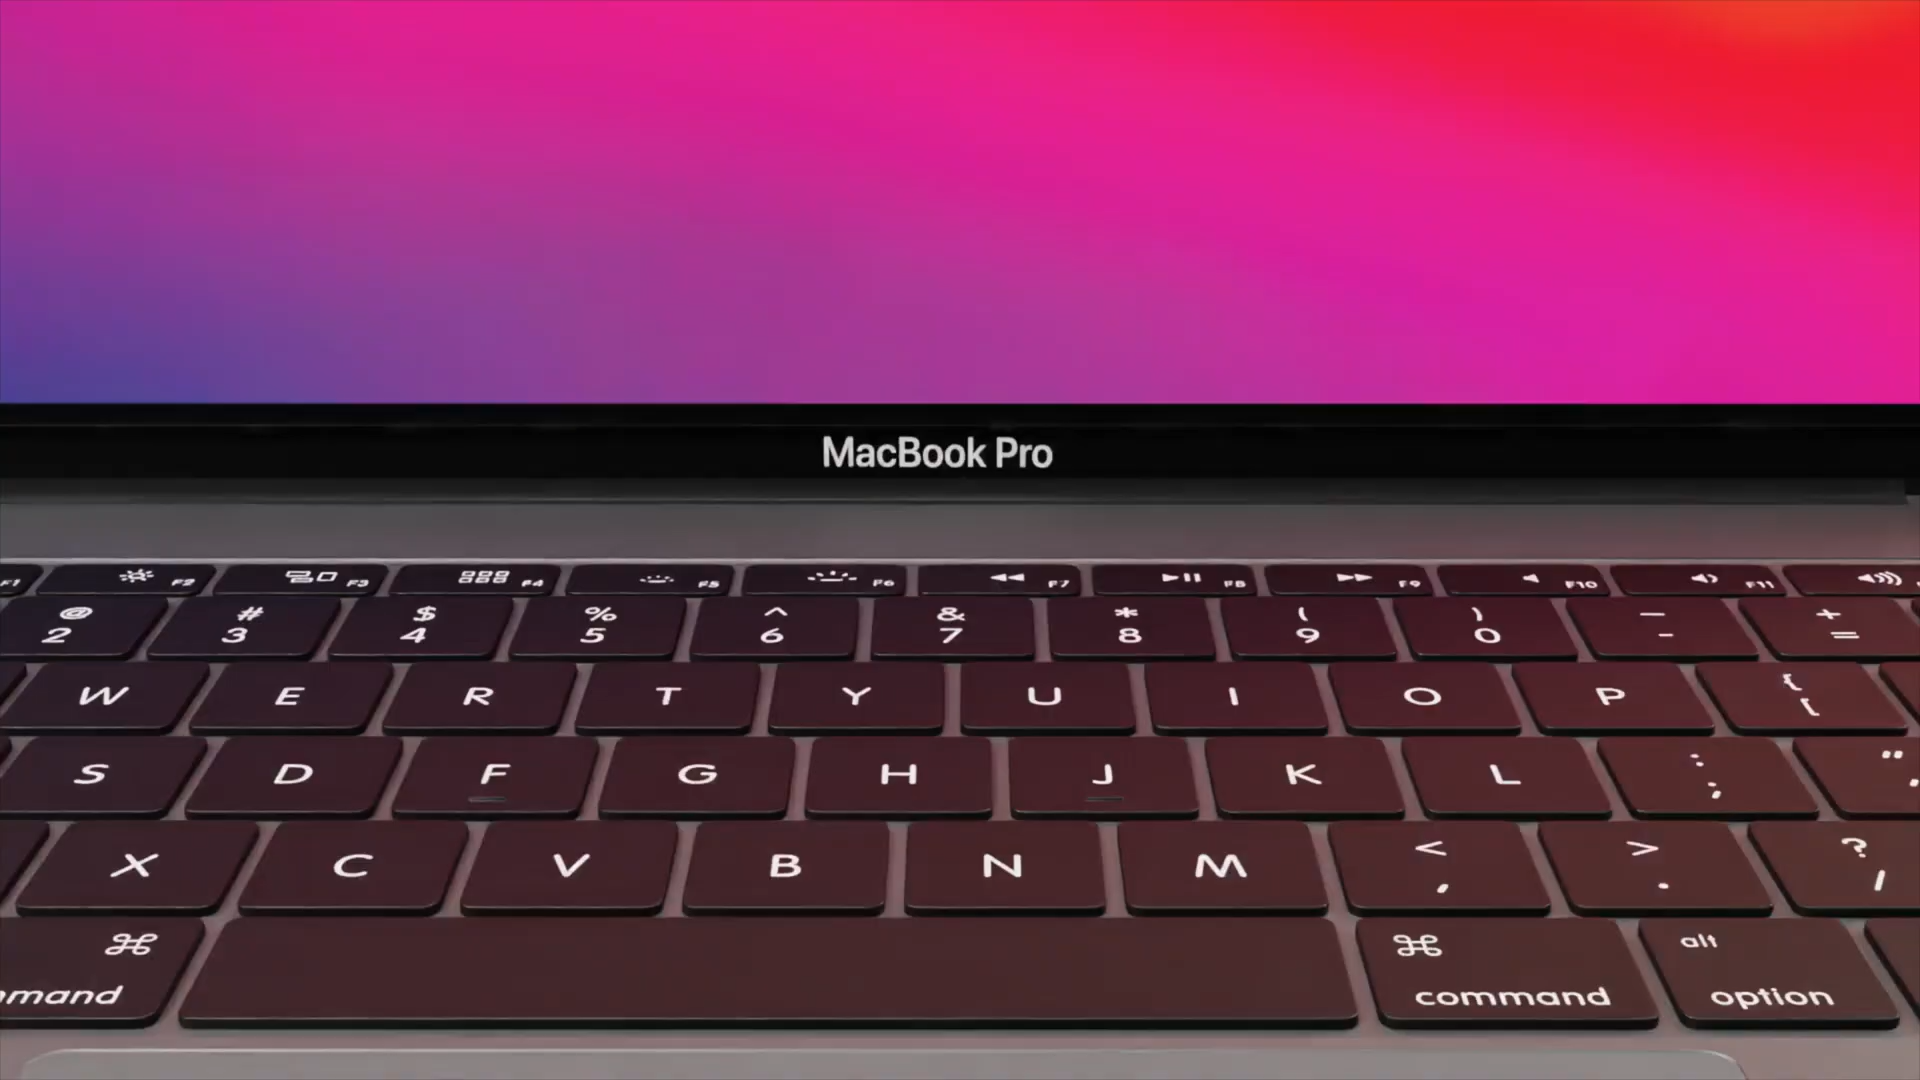 MacBook Pro
F1 F2 F3 F4 F5 F6 F7 F8 F9 F10 F11
@ # $ % ^ & * ( ) _ +
2 3 4 5 6 7 8 9 0 - =
W E R T Y U I O P { [
S D F G H J K L : ; "
X C V B N M < , > . ? /
⌘ ⌘ alt
command option